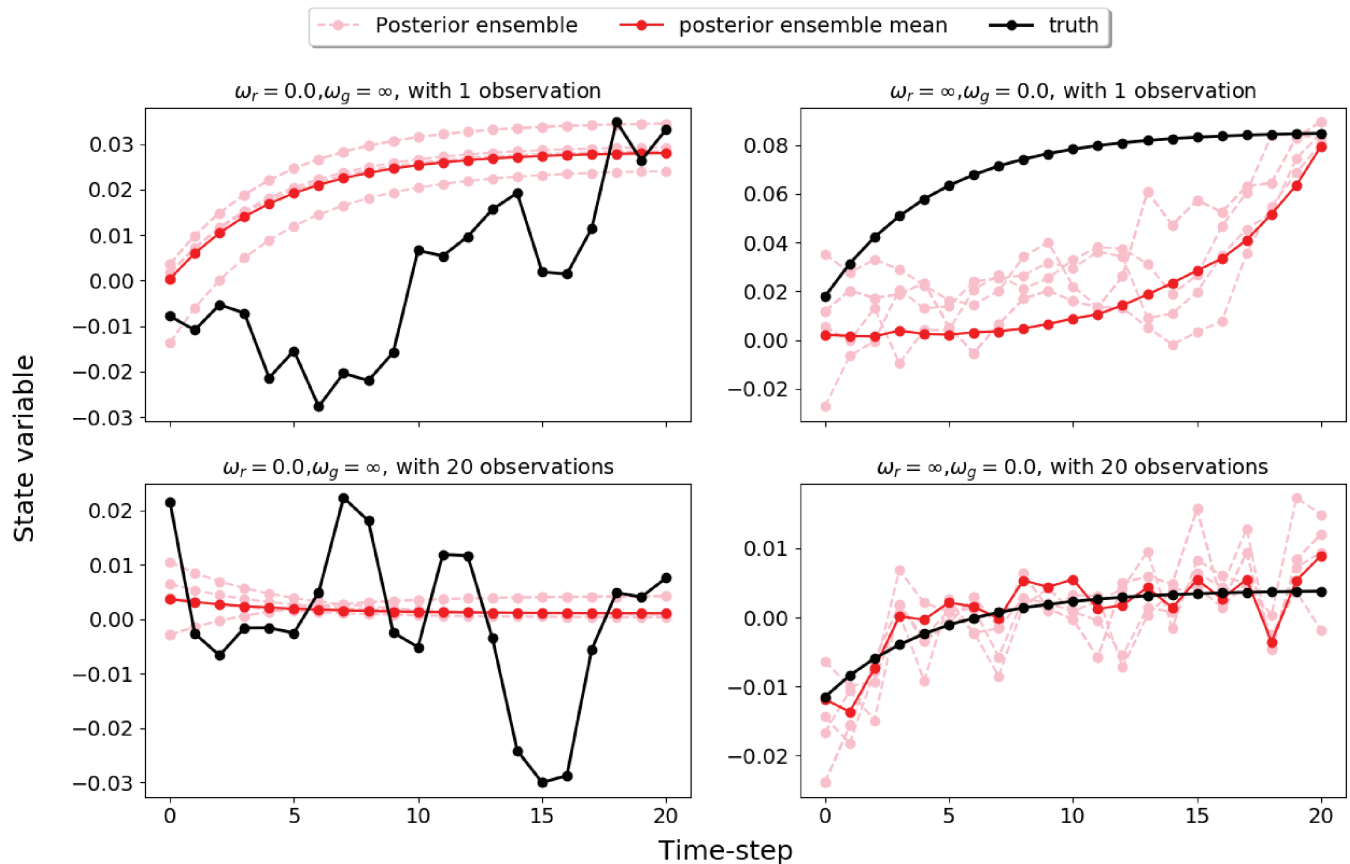 Posterior ensemble posterior ensemble mean truth
ω_r = 0.0,ω_g = ∞, with 1 observation
ω_r = ∞,ω_g = 0.0, with 1 observation
0.03
0.02
0.01
0.00
−0.01
−0.02
−0.03
0.08
0.06
0.04
0.02
0.00
−0.02
State variable
ω_r = 0.0,ω_g = ∞, with 20 observations
ω_r = ∞,ω_g = 0.0, with 20 observations
0.02
0.01
0.00
−0.01
−0.02
−0.03
0 5 10 15 20
0.01
0.00
−0.01
−0.02
0 5 10 15 20
Time-step